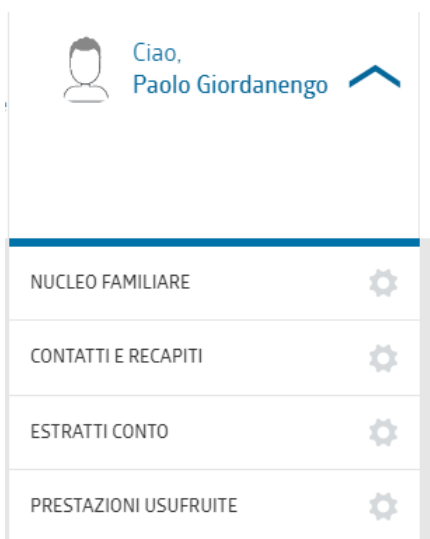 Ciao,
Paolo Giordanengo
NUCLEO FAMILIARE
CONTATTI E RECAPITI
ESTRATTI CONTO
PRESTAZIONI USUFRUITE